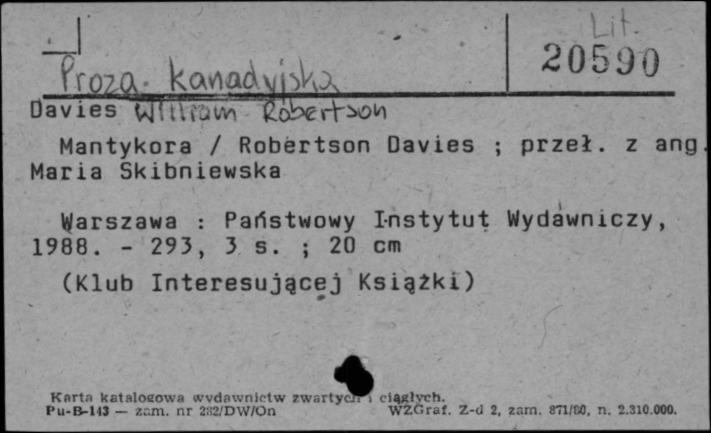 Lit.
20590
Proza kanadyjska
Davies William Robertson
Mantykora / Robertson Davies ; przeł. z ang.
Maria Skibniewska
Warszawa : Państwowy Instytut Wydawniczy,
1988. - 293, 3 s. ; 20 cm
(Klub Interesującej Książki)
Karta katalogowa wydawnictw zwartych i ciągłych.
Pu-B-143 — zam. nr 282/DW/On WZGraf. Z-d 2, zam. 871/80, n. 2.310.000.